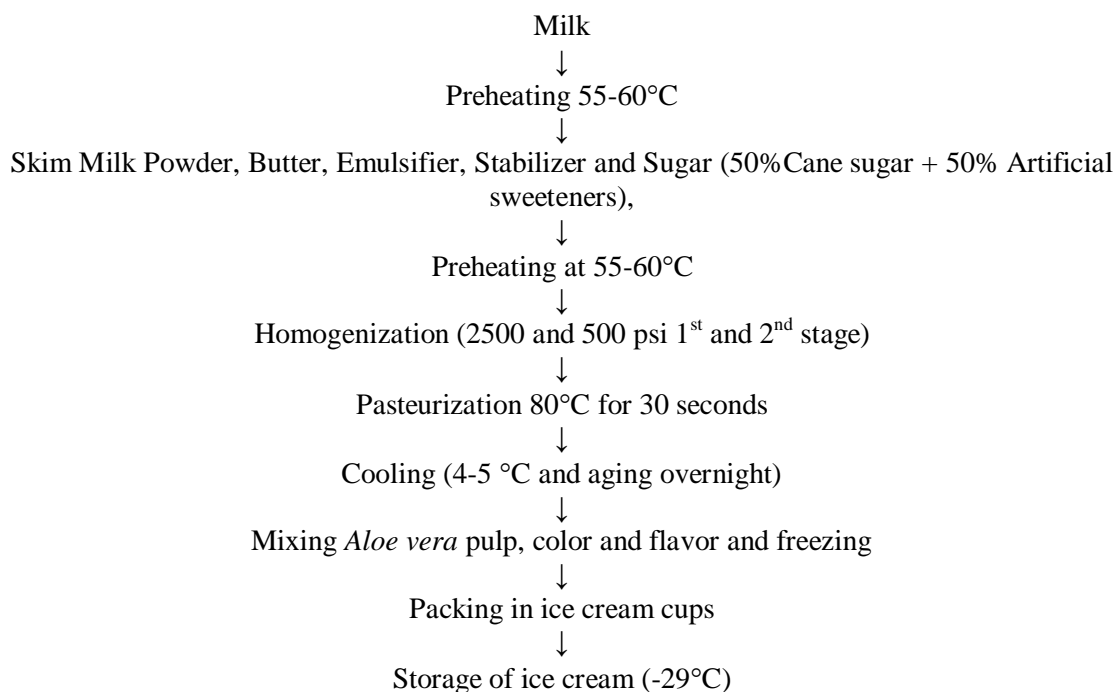 Milk
↓
Preheating 55-60°C
↓
Skim Milk Powder, Butter, Emulsifier, Stabilizer and Sugar (50%Cane sugar + 50% Artificial
sweeteners),
↓
Preheating at 55-60°C
↓
Homogenization (2500 and 500 psi 1st and 2nd stage)
↓
Pasteurization 80°C for 30 seconds
↓
Cooling (4-5 °C and aging overnight)
↓
Mixing Aloe vera pulp, color and flavor and freezing
↓
Packing in ice cream cups
↓
Storage of ice cream (-29°C)